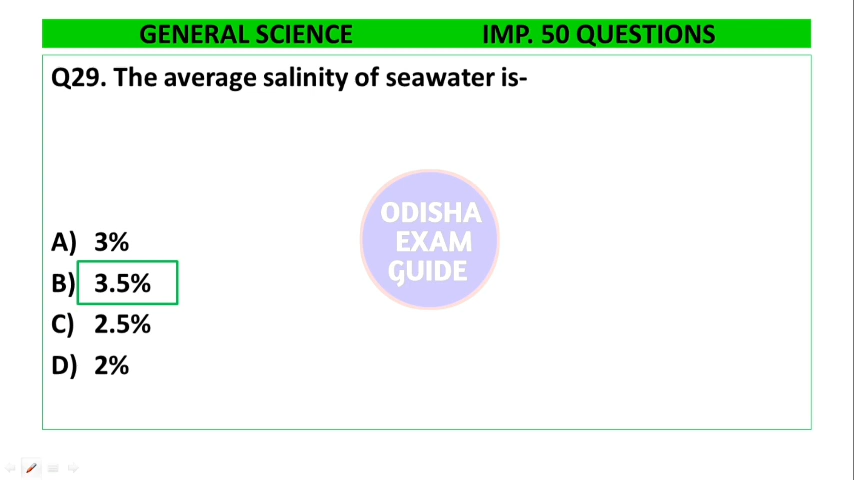 GENERAL SCIENCE IMP. 50 QUESTIONS
Q29. The average salinity of seawater is-
ODISHA
EXAM
GUIDE
A) 3%
B) 3.5%
C) 2.5%
D) 2%